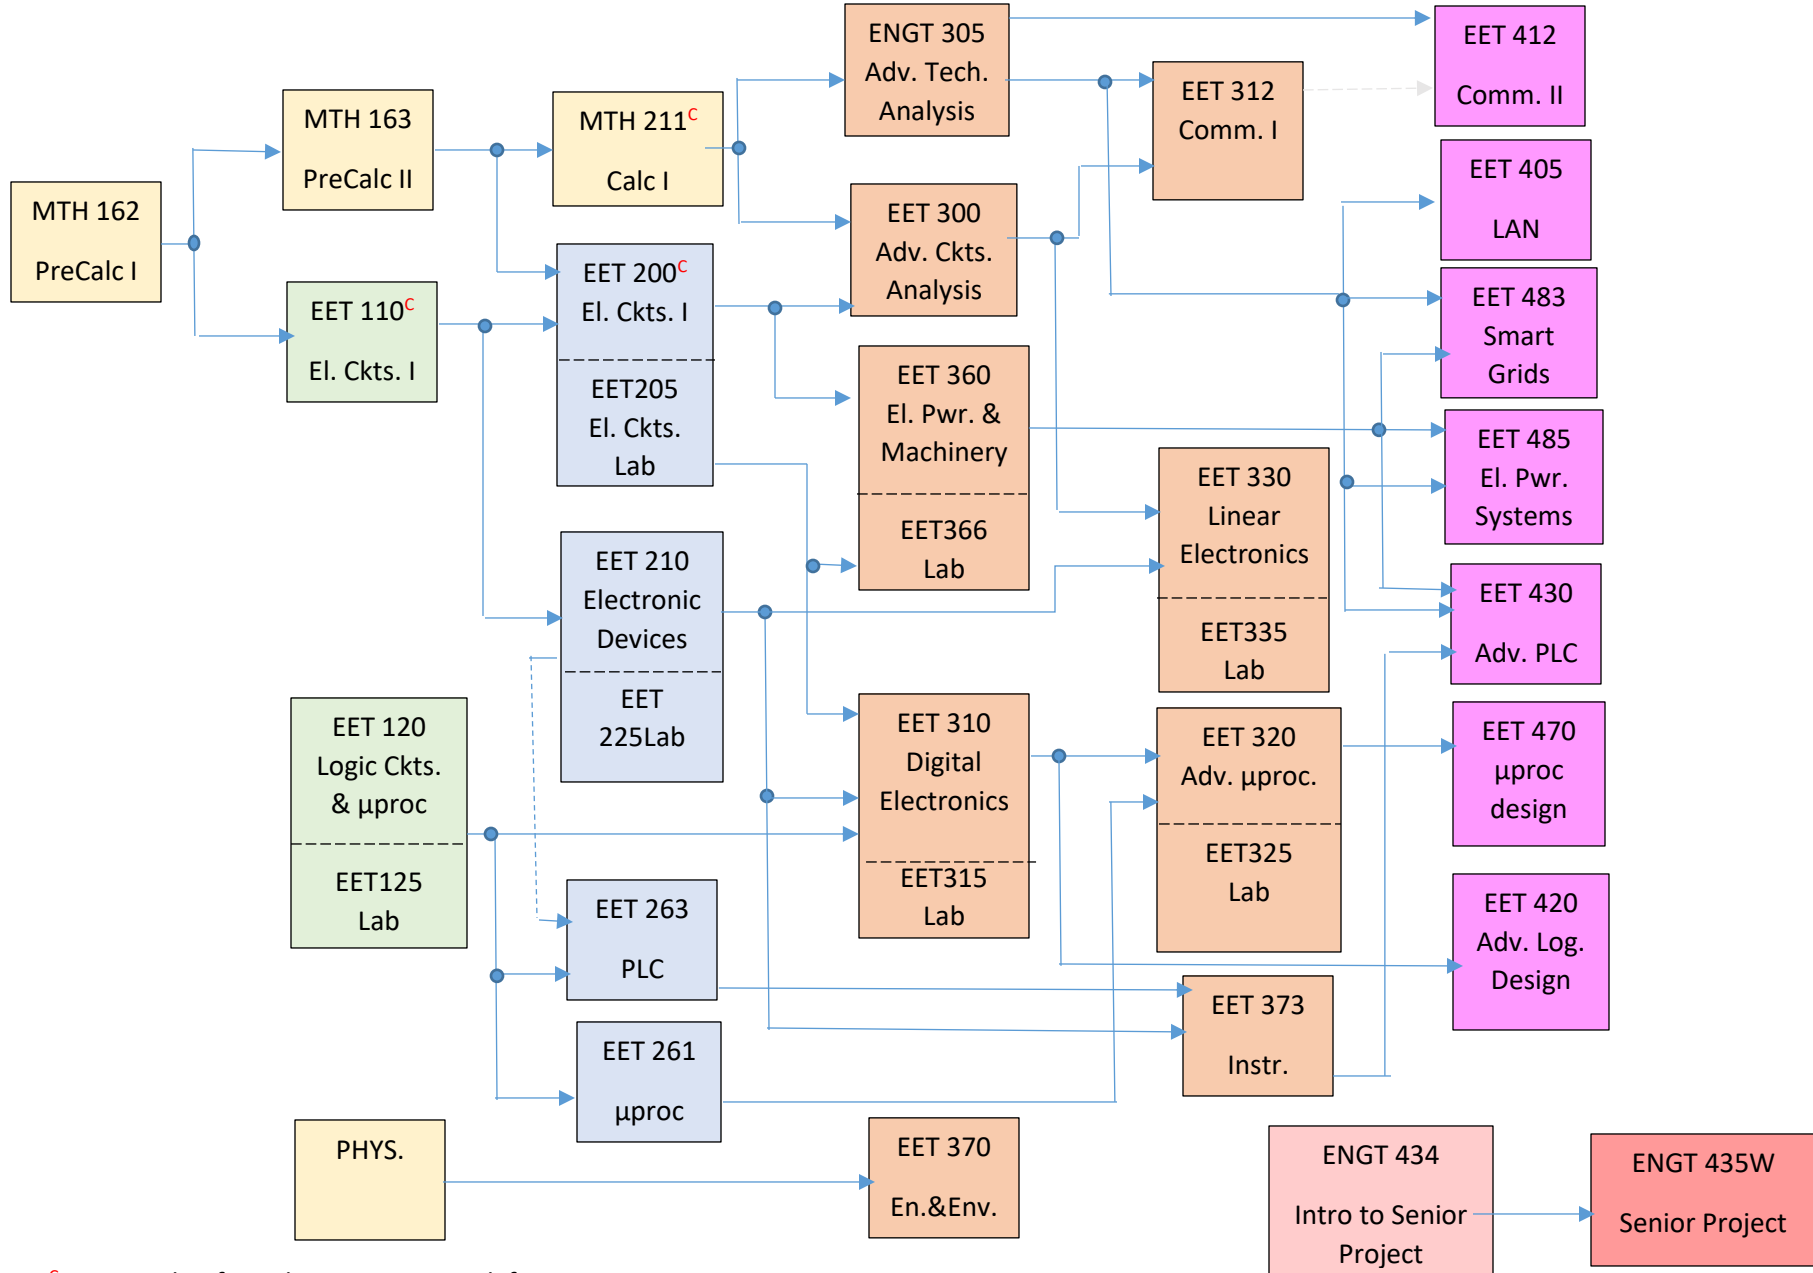 MTH 162
PreCalc I
MTH 163
PreCalc II
EET 110C
El. Ckts. I
EET 120
Logic Ckts.
& µproc
EET125
Lab
PHYS.
MTH 211C
Calc I
EET 200C
El. Ckts. I
EET205
El. Ckts.
Lab
EET 210
Electronic
Devices
EET
225Lab
EET 263
PLC
EET 261
µproc
ENGT 305
Adv. Tech.
Analysis
EET 300
Adv. Ckts.
Analysis
EET 360
El. Pwr. &
Machinery
EET366
Lab
EET 310
Digital
Electronics
EET315
Lab
EET 370
En.&Env.
EET 312
Comm. I
EET 330
Linear
Electronics
EET335
Lab
EET 320
Adv. µproc.
EET325
Lab
EET 373
Instr.
EET 412
Comm. II
EET 405
LAN
EET 483
Smart
Grids
EET 485
El. Pwr.
Systems
EET 430
Adv. PLC
EET 470
µproc
design
EET 420
Adv. Log.
Design
ENGT 434
Intro to Senior
Project
ENGT 435W
Senior Project
C